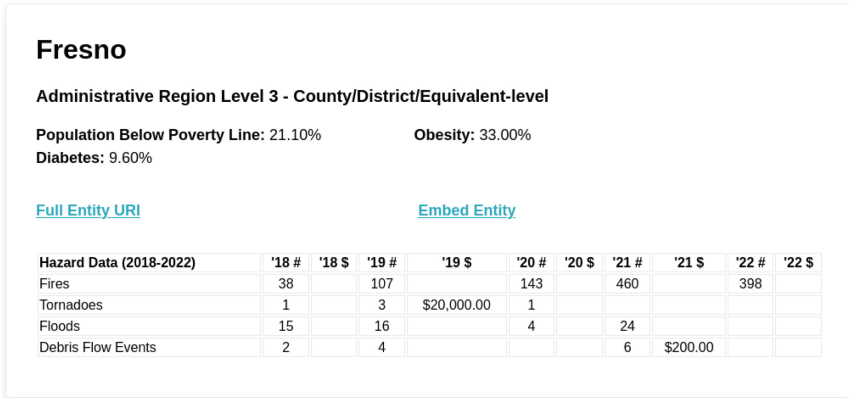 Fresno
Administrative Region Level 3 - County/District/Equivalent-level
Population Below Poverty Line: 21.10% Obesity: 33.00%
Diabetes: 9.60%
Full Entity URI Embed Entity
Hazard Data (2018-2022) '18 # '18 $ '19 # '19 $ '20 # '20 $ '21 # '21 $ '22 # '22 $
Fires 38 107 143 460 398
Tornadoes 1 3 $20,000.00 1
Floods 15 16 4 24
Debris Flow Events 2 4 6 $200.00